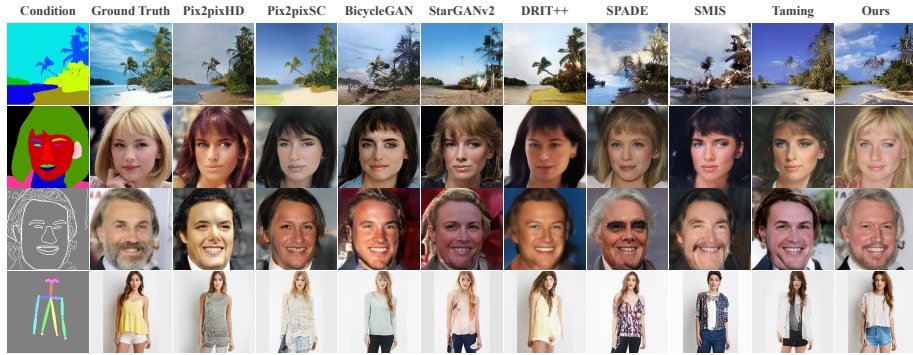 Condition Ground Truth Pix2pixHD Pix2pixSC BicycleGAN StarGANv2 DRIT++ SPADE SMIS Taming Ours